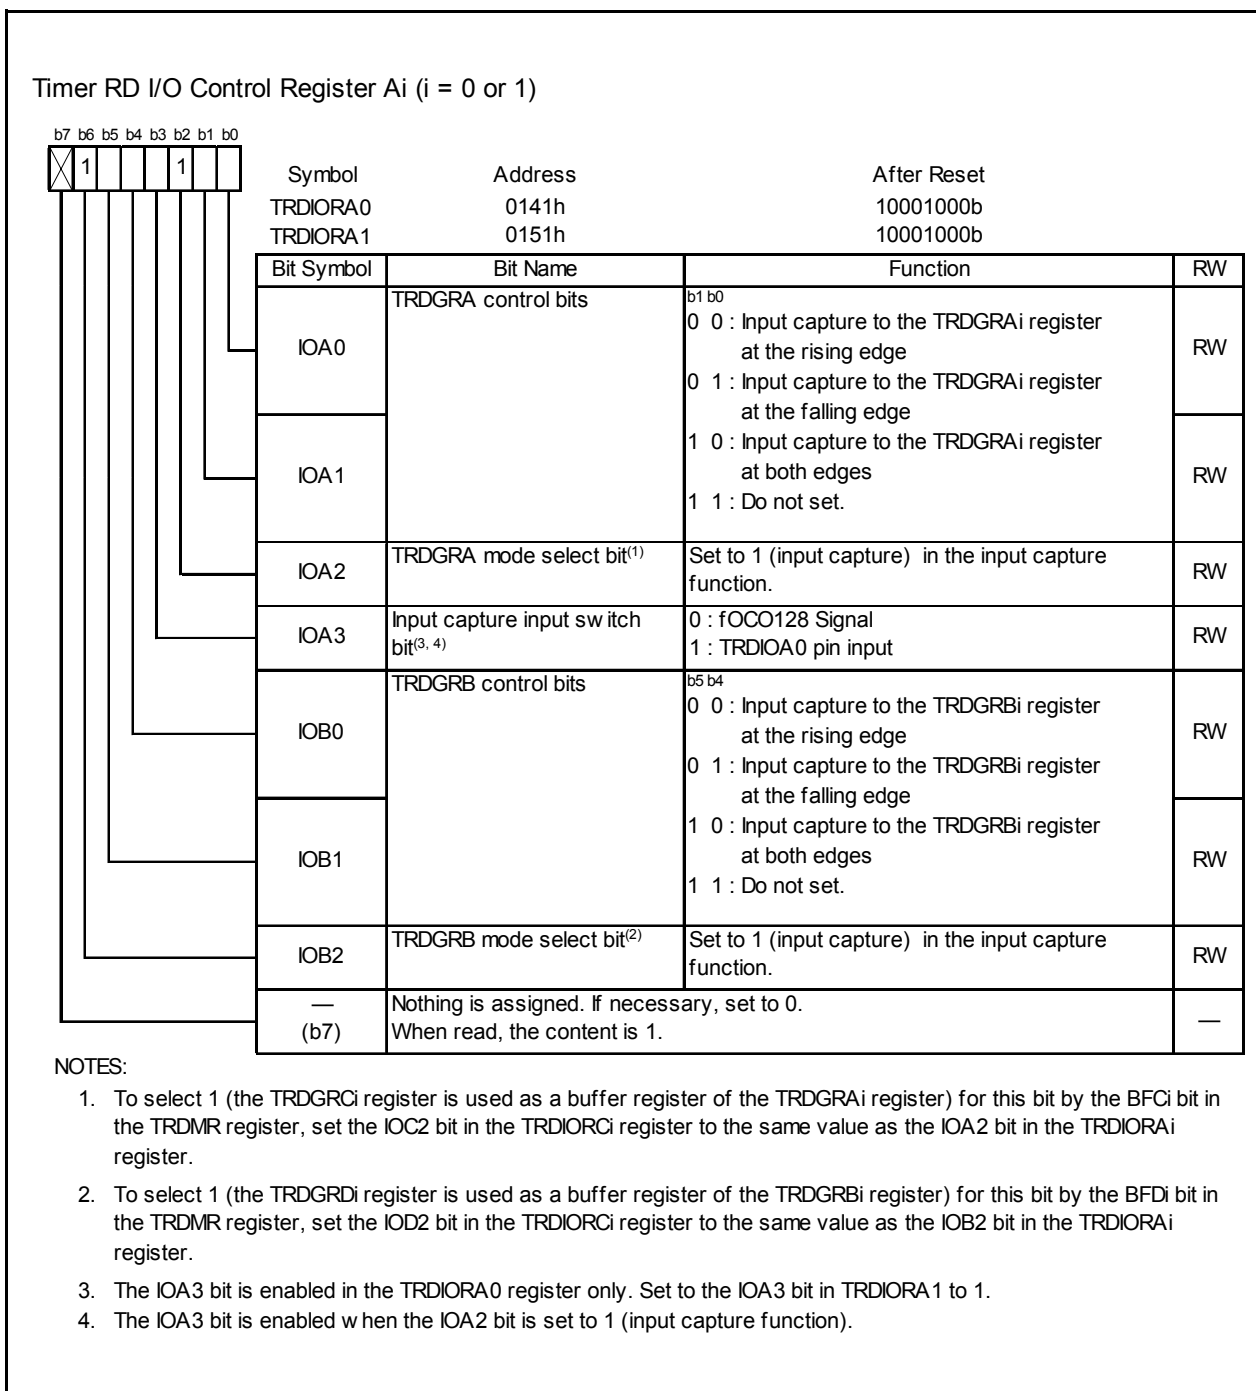 Timer RD I/O Control Register Ai (i = 0 or 1)
b7 b6 b5 b4 b3 b2 b1 b0
1 1
Symbol Address After Reset
TRDIORA0 0141h 10001000b
TRDIORA1 0151h 10001000b
Bit Symbol Bit Name Function RW
IOA0
TRDGRA control bits
b1 b0
0 0 : Input capture to the TRDGRAi register
at the rising edge
0 1 : Input capture to the TRDGRAi register
at the falling edge
RW
IOA1
1 0 : Input capture to the TRDGRAi register
at both edges
1 1 : Do not set.
RW
IOA2
TRDGRA mode select bit(1)
Set to 1 (input capture) in the input capture
function.
RW
IOA3
Input capture input switch
bit(3, 4)
0 : fOCO128 Signal
1 : TRDIOA0 pin input
RW
IOB0
TRDGRB control bits
b5 b4
0 0 : Input capture to the TRDGRBi register
at the rising edge
0 1 : Input capture to the TRDGRBi register
at the falling edge
RW
IOB1
1 0 : Input capture to the TRDGRBi register
at both edges
1 1 : Do not set.
RW
IOB2
TRDGRB mode select bit(2)
Set to 1 (input capture) in the input capture
function.
RW
—
(b7)
Nothing is assigned. If necessary, set to 0.
When read, the content is 1.
—
NOTES:
1. To select 1 (the TRDGRCi register is used as a buffer register of the TRDGRAi register) for this bit by the BFCi bit in
the TRDMR register, set the IOC2 bit in the TRDIORCi register to the same value as the IOA2 bit in the TRDIORAi
register.
2. To select 1 (the TRDGRDi register is used as a buffer register of the TRDGRBi register) for this bit by the BFDi bit in
the TRDMR register, set the IOD2 bit in the TRDIORCi register to the same value as the IOB2 bit in the TRDIORAi
register.
3. The IOA3 bit is enabled in the TRDIORA0 register only. Set to the IOA3 bit in TRDIORA1 to 1.
4. The IOA3 bit is enabled when the IOA2 bit is set to 1 (input capture function).